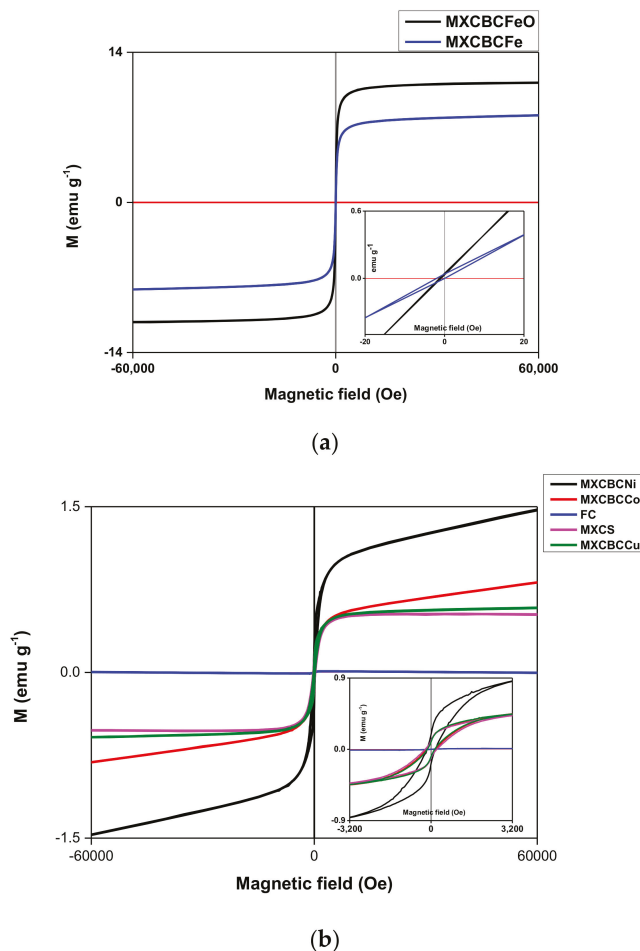 MXCBCFeO
MXCBCFe
14
0
-14
M (emu g⁻¹)
-60,000
0
60,000
Magnetic field (Oe)
0.6
0.0
emu g⁻¹
Magnetic field (Oe)
-20
0
20
(a)
MXCBCNi
MXCBCCo
FC
MXCS
MXCBCCu
1.5
0.0
-1.5
M (emu g⁻¹)
-60000
0
60000
Magnetic field (Oe)
0.9
0.0
-0.9
M (emu g⁻¹)
Magnetic field (Oe)
-3,200
0
3,200
(b)